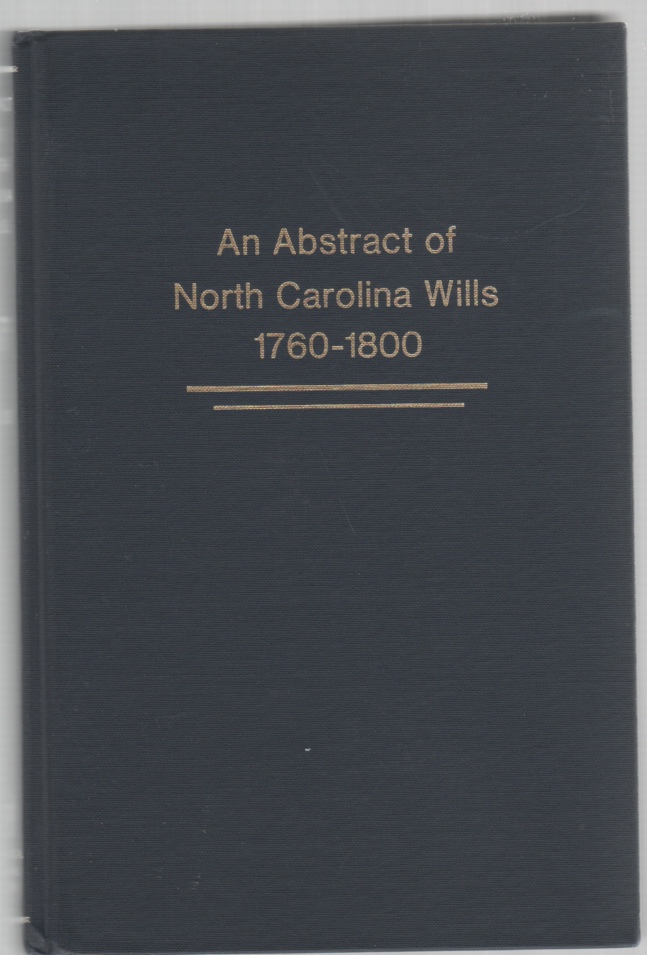 An Abstract of
North Carolina Wills
1760-1800